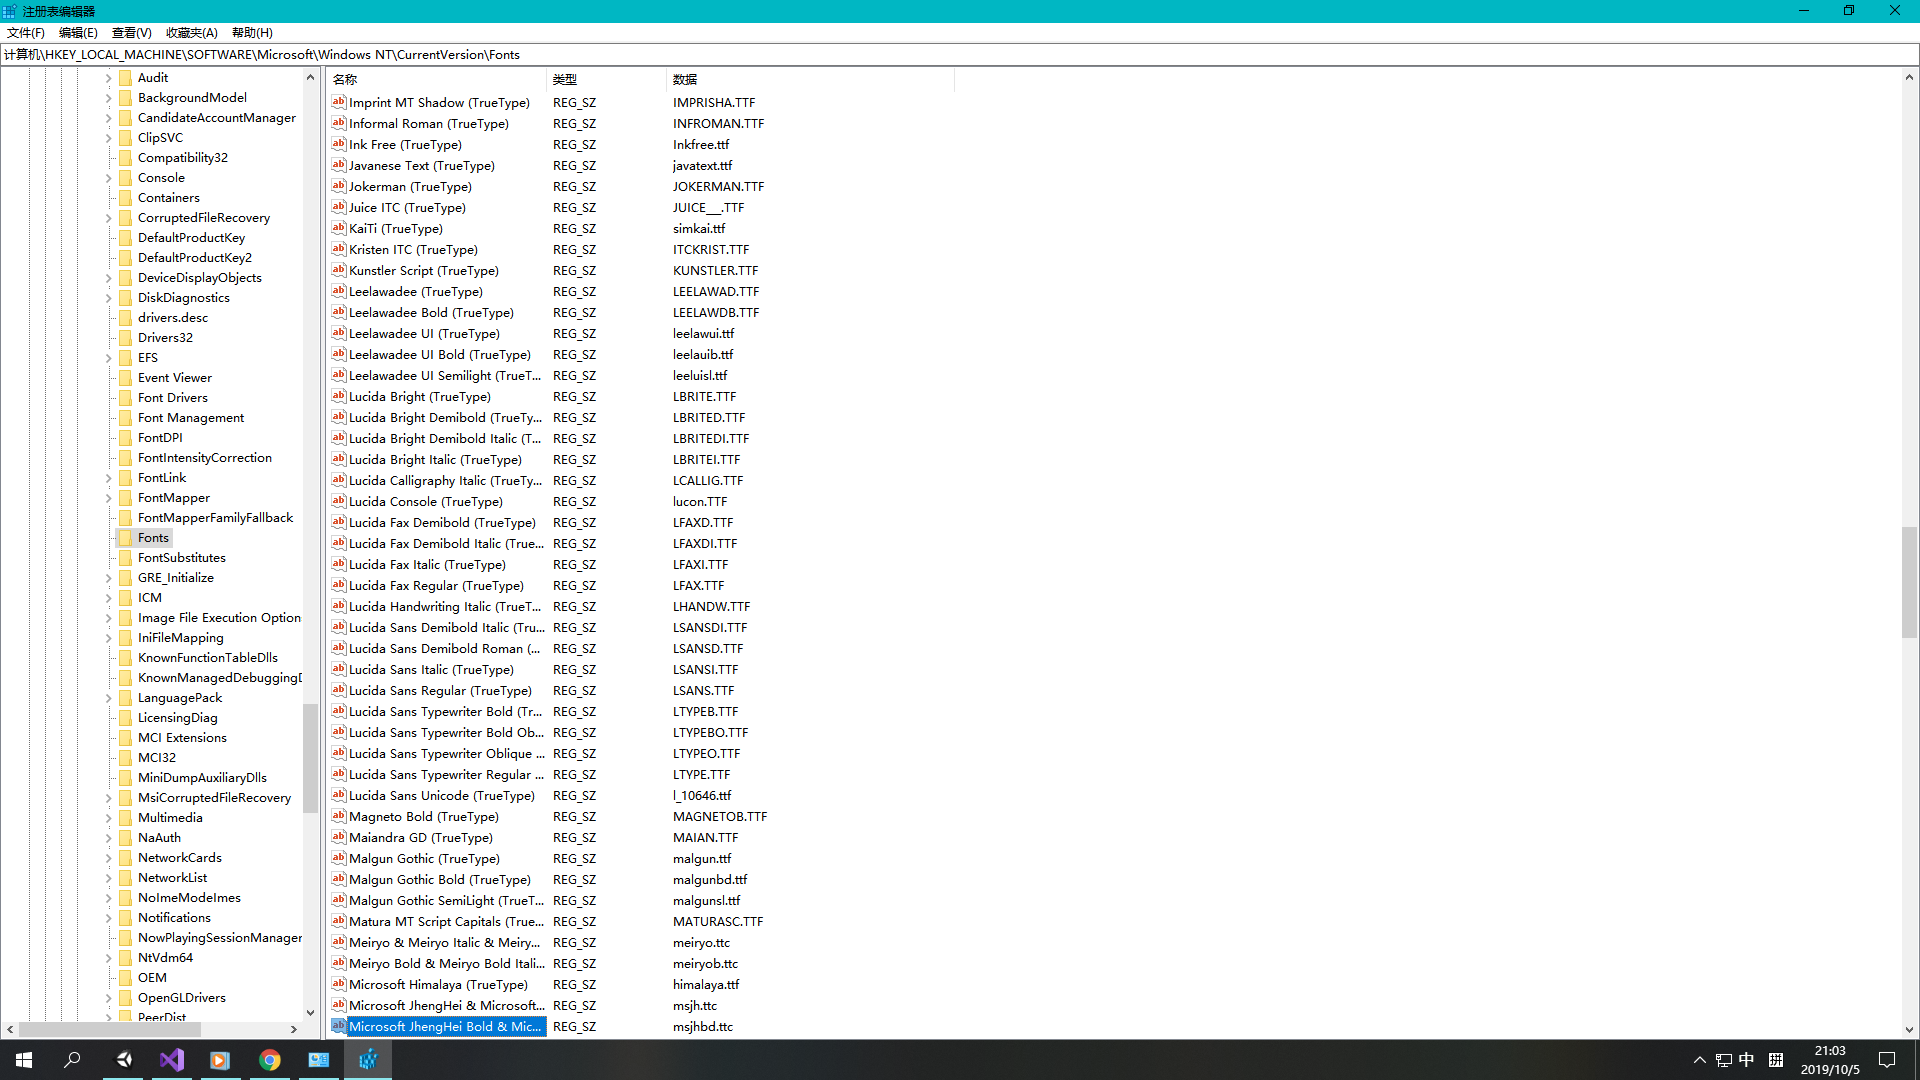 注册表编辑器
文件(F) 编辑(E) 查看(V) 收藏夹(A) 帮助(H)
计算机\HKEY_LOCAL_MACHINE\SOFTWARE\Microsoft\Windows NT\CurrentVersion\Fonts
Audit
BackgroundModel
CandidateAccountManager
ClipSVC
Compatibility32
Console
Containers
CorruptedFileRecovery
DefaultProductKey
DefaultProductKey2
DeviceDisplayObjects
DiskDiagnostics
drivers.desc
Drivers32
EFS
Event Viewer
Font Drivers
Font Management
FontDPI
FontIntensityCorrection
FontLink
FontMapper
FontMapperFamilyFallback
Fonts
FontSubstitutes
GRE_Initialize
ICM
Image File Execution Option
IniFileMapping
KnownFunctionTableDlls
KnownManagedDebuggingD
LanguagePack
LicensingDiag
MCI Extensions
MCI32
MiniDumpAuxiliaryDlls
MsiCorruptedFileRecovery
Multimedia
NaAuth
NetworkCards
NetworkList
NoImeModeImes
Notifications
NowPlayingSessionManager
NtVdm64
OEM
OpenGLDrivers
PeerDist
名称 类型 数据
Imprint MT Shadow (TrueType) REG_SZ IMPRISHA.TTF
Informal Roman (TrueType) REG_SZ INFROMAN.TTF
Ink Free (TrueType) REG_SZ Inkfree.ttf
Javanese Text (TrueType) REG_SZ javatext.ttf
Jokerman (TrueType) REG_SZ JOKERMAN.TTF
Juice ITC (TrueType) REG_SZ JUICE___.TTF
KaiTi (TrueType) REG_SZ simkai.ttf
Kristen ITC (TrueType) REG_SZ ITCKRIST.TTF
Kunstler Script (TrueType) REG_SZ KUNSTLER.TTF
Leelawadee (TrueType) REG_SZ LEELAWAD.TTF
Leelawadee Bold (TrueType) REG_SZ LEELAWDB.TTF
Leelawadee UI (TrueType) REG_SZ leelawui.ttf
Leelawadee UI Bold (TrueType) REG_SZ leelauib.ttf
Leelawadee UI Semilight (TrueT... REG_SZ leeluisl.ttf
Lucida Bright (TrueType) REG_SZ LBRITE.TTF
Lucida Bright Demibold (TrueTy... REG_SZ LBRITED.TTF
Lucida Bright Demibold Italic (T... REG_SZ LBRITEDI.TTF
Lucida Bright Italic (TrueType) REG_SZ LBRITEI.TTF
Lucida Calligraphy Italic (TrueTy... REG_SZ LCALLIG.TTF
Lucida Console (TrueType) REG_SZ lucon.TTF
Lucida Fax Demibold (TrueType) REG_SZ LFAXD.TTF
Lucida Fax Demibold Italic (True... REG_SZ LFAXDI.TTF
Lucida Fax Italic (TrueType) REG_SZ LFAXI.TTF
Lucida Fax Regular (TrueType) REG_SZ LFAX.TTF
Lucida Handwriting Italic (TrueT... REG_SZ LHANDW.TTF
Lucida Sans Demibold Italic (Tru... REG_SZ LSANSDI.TTF
Lucida Sans Demibold Roman (... REG_SZ LSANSD.TTF
Lucida Sans Italic (TrueType) REG_SZ LSANSI.TTF
Lucida Sans Regular (TrueType) REG_SZ LSANS.TTF
Lucida Sans Typewriter Bold (Tr... REG_SZ LTYPEB.TTF
Lucida Sans Typewriter Bold Ob... REG_SZ LTYPEBO.TTF
Lucida Sans Typewriter Oblique ... REG_SZ LTYPEO.TTF
Lucida Sans Typewriter Regular ... REG_SZ LTYPE.TTF
Lucida Sans Unicode (TrueType) REG_SZ l_10646.ttf
Magneto Bold (TrueType) REG_SZ MAGNETOB.TTF
Maiandra GD (TrueType) REG_SZ MAIAN.TTF
Malgun Gothic (TrueType) REG_SZ malgun.ttf
Malgun Gothic Bold (TrueType) REG_SZ malgunbd.ttf
Malgun Gothic SemiLight (TrueT... REG_SZ malgunsl.ttf
Matura MT Script Capitals (True... REG_SZ MATURASC.TTF
Meiryo & Meiryo Italic & Meiry... REG_SZ meiryo.ttc
Meiryo Bold & Meiryo Bold Itali... REG_SZ meiryob.ttc
Microsoft Himalaya (TrueType) REG_SZ himalaya.ttf
Microsoft JhengHei & Microsoft... REG_SZ msjh.ttc
Microsoft JhengHei Bold & Mic... REG_SZ msjhbd.ttc
中 拼 21:03
2019/10/5